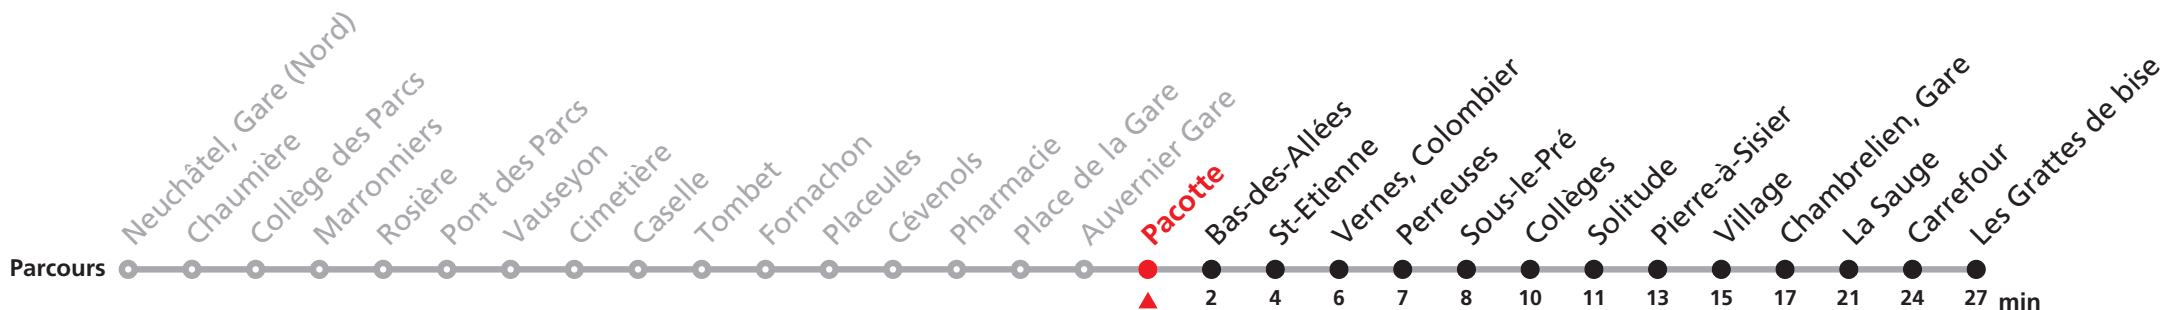 Neuchâtel, Gare (Nord)
Chaumière
Collège des Parcs
Marronniers
Rosière
Pont des Parcs
Vauseyon
Cimetière
Caselle
Tombet
Fornachon
Placeules
Cévenols
Pharmacie
Place de la Gare
Auvernier Gare
Pacotte
Bas-des-Allées
St-Etienne
Vernes, Colombier
Perreuses
Sous-le-Pré
Collèges
Solitude
Pierre-à-Sisier
Village
Chambrelien, Gare
La Sauge
Carrefour
Les Grattes de bise
Parcours
2 4 6 7 8 10 11 13 15 17 21 24 27 min